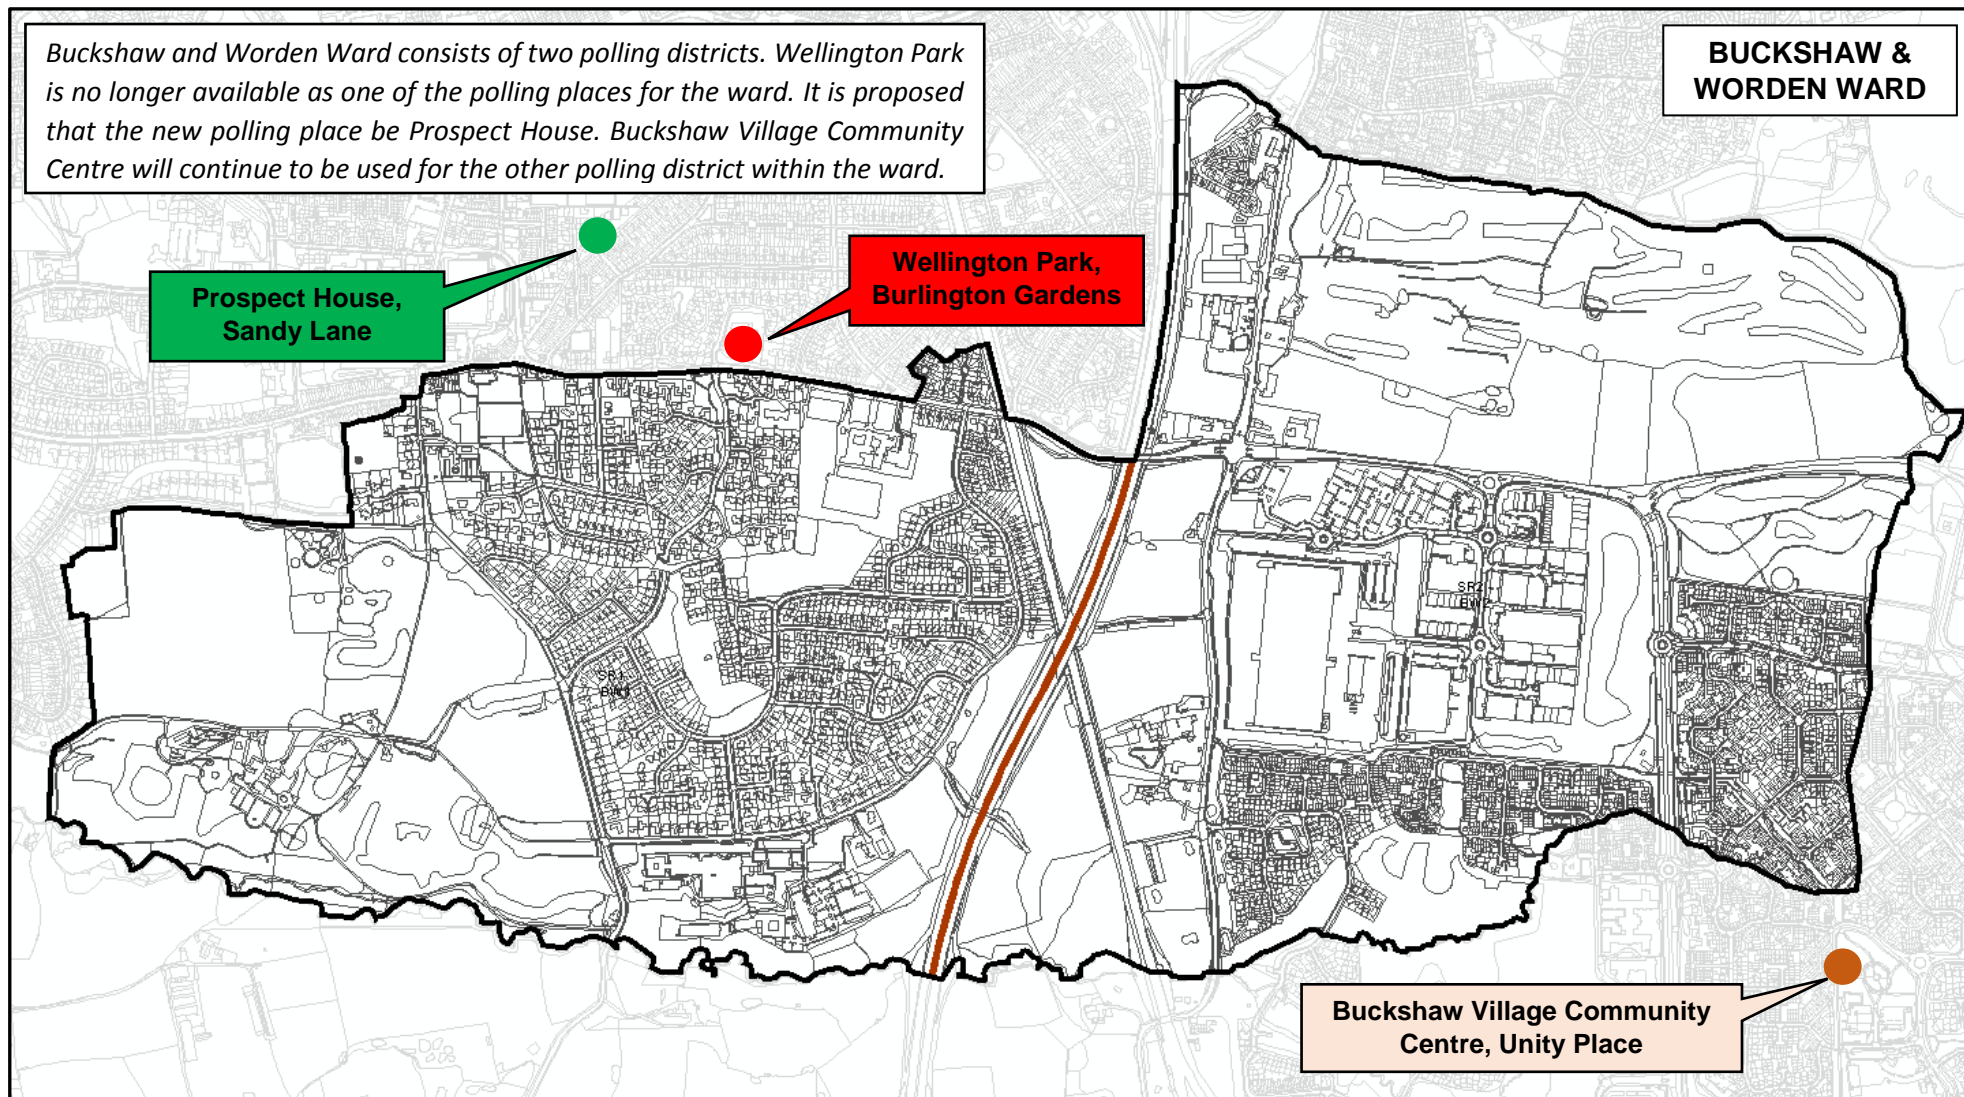 Buckshaw and Worden Ward consists of two polling districts. Wellington Park
is no longer available as one of the polling places for the ward. It is proposed
that the new polling place be Prospect House. Buckshaw Village Community
Centre will continue to be used for the other polling district within the ward.
BUCKSHAW &
WORDEN WARD
Prospect House,
Sandy Lane
Wellington Park,
Burlington Gardens
Buckshaw Village Community
Centre, Unity Place